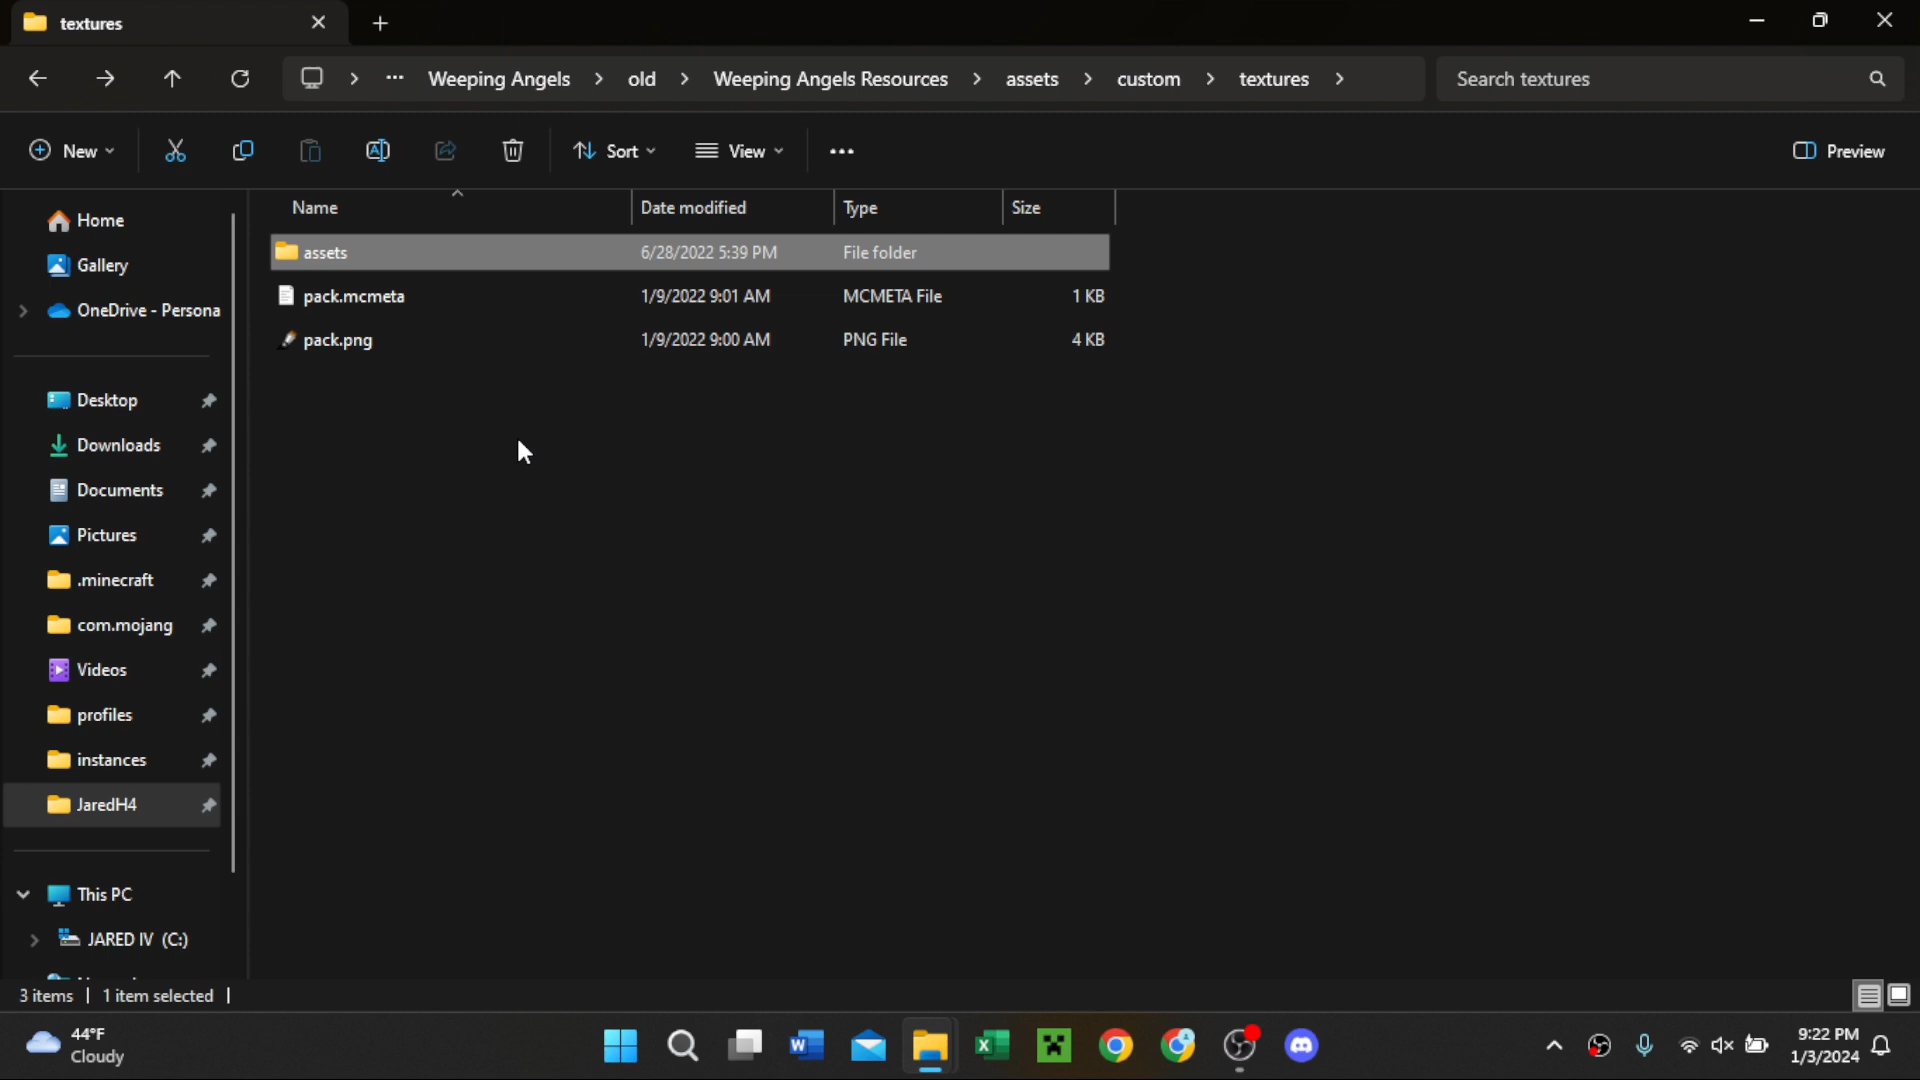 textures
Weeping Angels > old > Weeping Angels Resources > assets > custom > textures >
Search textures
New
Sort
View
Preview
Name Date modified Type Size
assets 6/28/2022 5:39 PM File folder
pack.mcmeta 1/9/2022 9:01 AM MCMETA File 1 KB
pack.png 1/9/2022 9:00 AM PNG File 4 KB
Home
Gallery
OneDrive - Persona
Desktop
Downloads
Documents
Pictures
.minecraft
com.mojang
Videos
profiles
instances
JaredH4
This PC
JARED IV (C:)
3 items | 1 item selected |
44°F
Cloudy
9:22 PM
1/3/2024